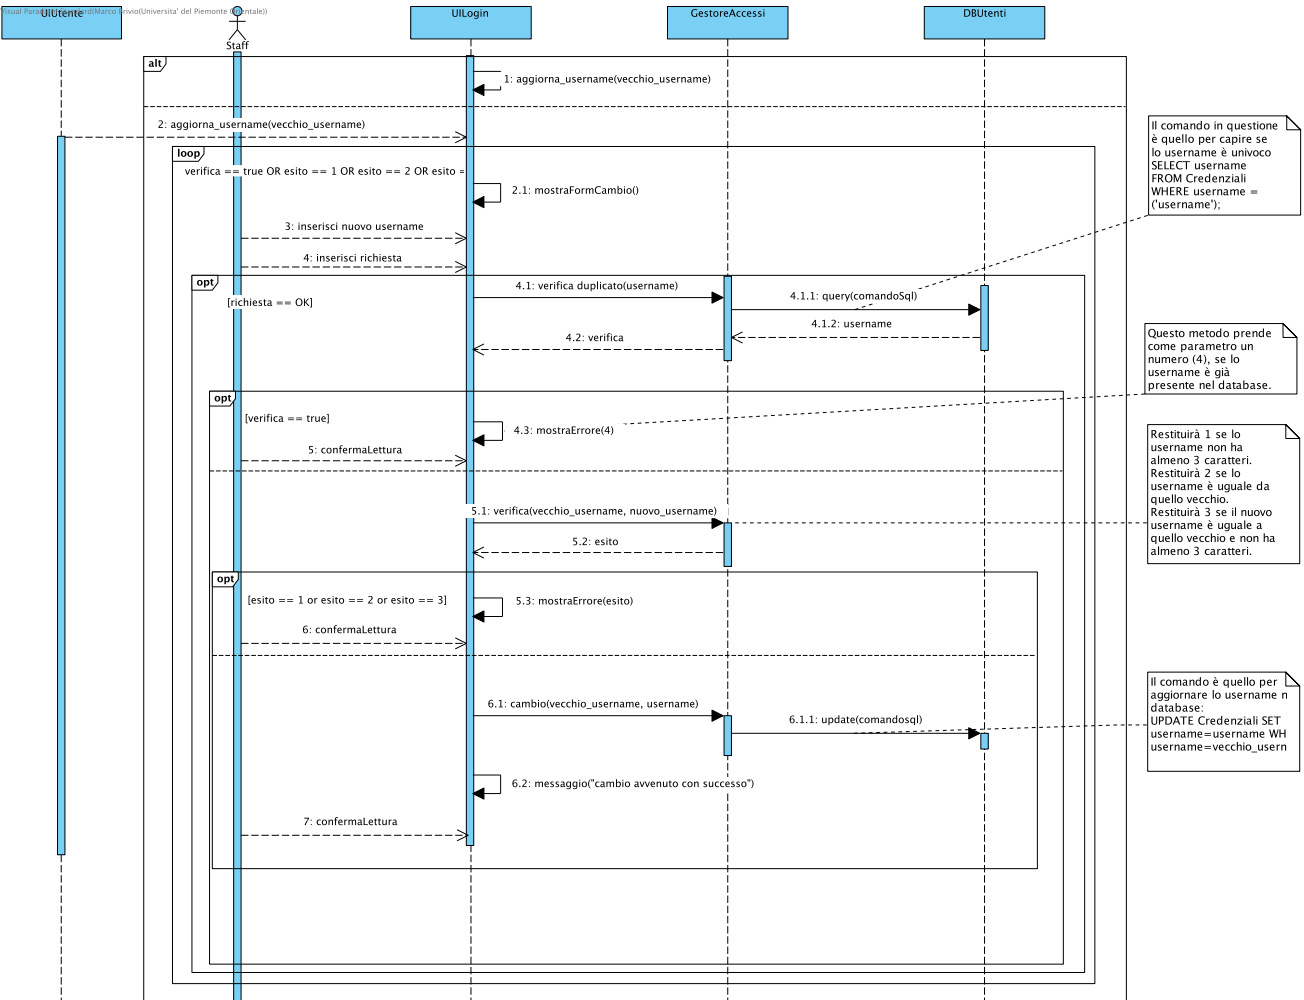 UIUtente
Staff
UILogin
GestoreAccessi
DBUtenti
alt
1: aggiorna_username(vecchio_username)
2: aggiorna_username(vecchio_username)
loop
verifica == true OR esito == 1 OR esito == 2 OR esito =
2.1: mostraFormCambio()
3: inserisci nuovo username
4: inserisci richiesta
opt
[richiesta == OK]
4.1: verifica duplicato(username)
4.1.1: query(comandoSql)
4.1.2: username
4.2: verifica
opt
[verifica == true]
4.3: mostraErrore(4)
5: confermaLettura
5.1: verifica(vecchio_username, nuovo_username)
5.2: esito
opt
[esito == 1 or esito == 2 or esito == 3]
5.3: mostraErrore(esito)
6: confermaLettura
6.1: cambio(vecchio_username, username)
6.1.1: update(comandosql)
6.2: messaggio("cambio avvenuto con successo")
7: confermaLettura
Il comando in questione
è quello per capire se
lo username è univoco
SELECT username
FROM Credenziali
WHERE username =
('username');
Questo metodo prende
come parametro un
numero (4), se lo
username è già
presente nel database.
Restituirà 1 se lo
username non ha
almeno 3 caratteri.
Restituirà 2 se lo
username è uguale da
quello vecchio.
Restituirà 3 se il nuovo
username è uguale a
quello vecchio e non ha
almeno 3 caratteri.
Il comando è quello per
aggiornare lo username n
database:
UPDATE Credenziali SET
username=username WH
username=vecchio_usern